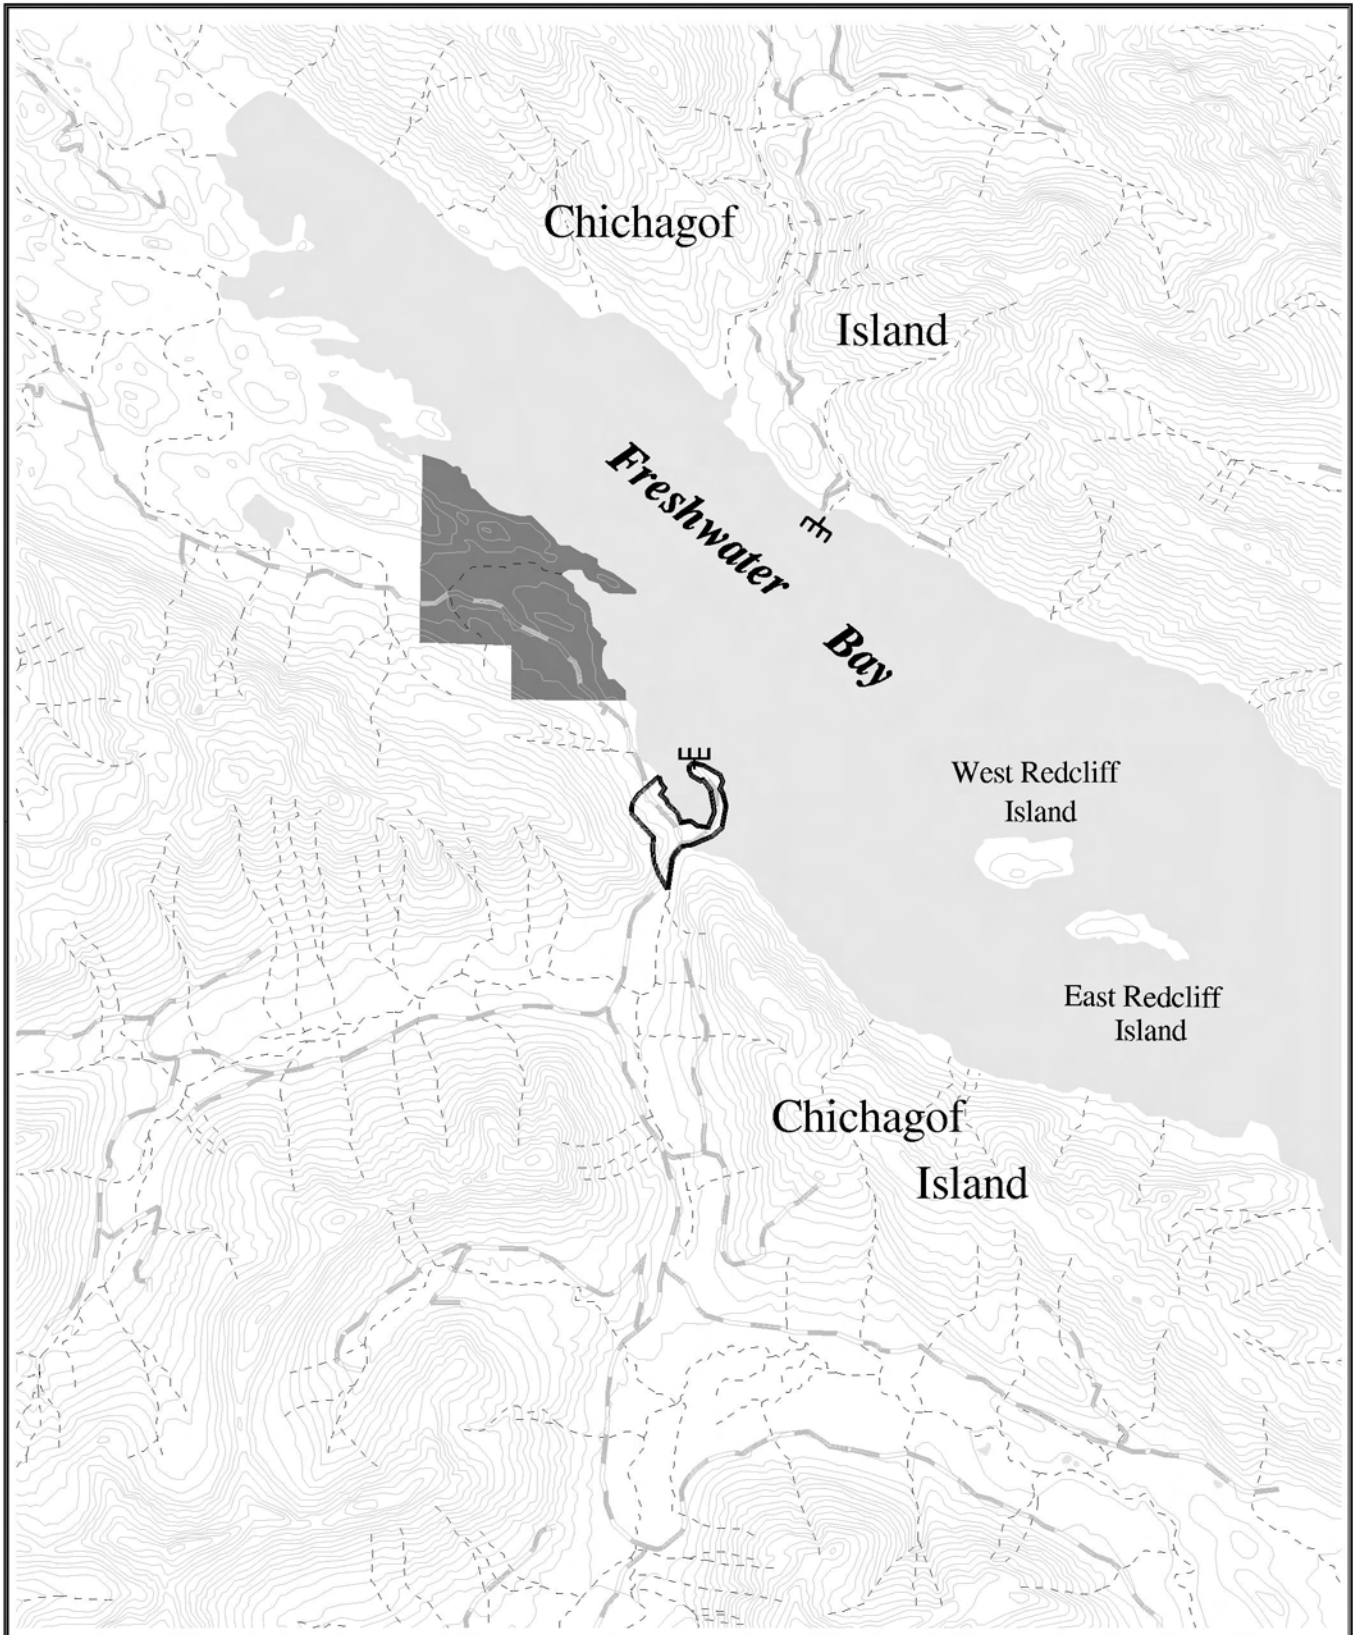 Chichagof
Island
Freshwater
Bay
West Redcliff
Island
East Redcliff
Island
Chichagof
Island